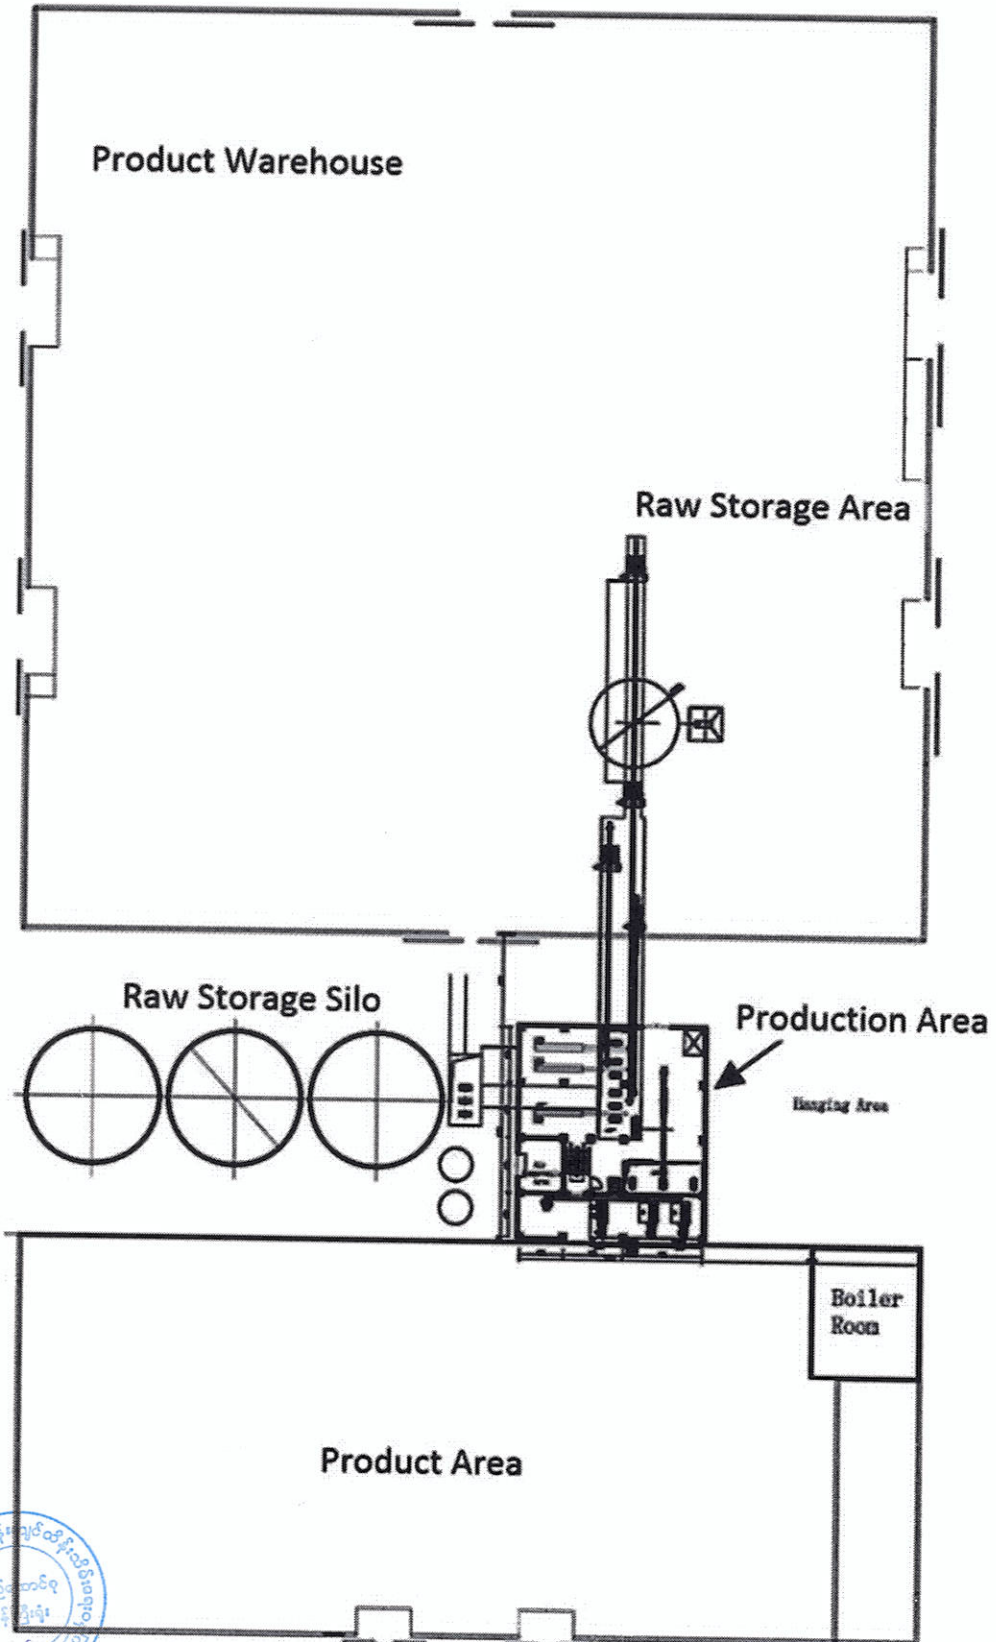 Product Warehouse
Raw Storage Area
Raw Storage Silo
Production Area
Hanging Area
Boiler
Room
Product Area